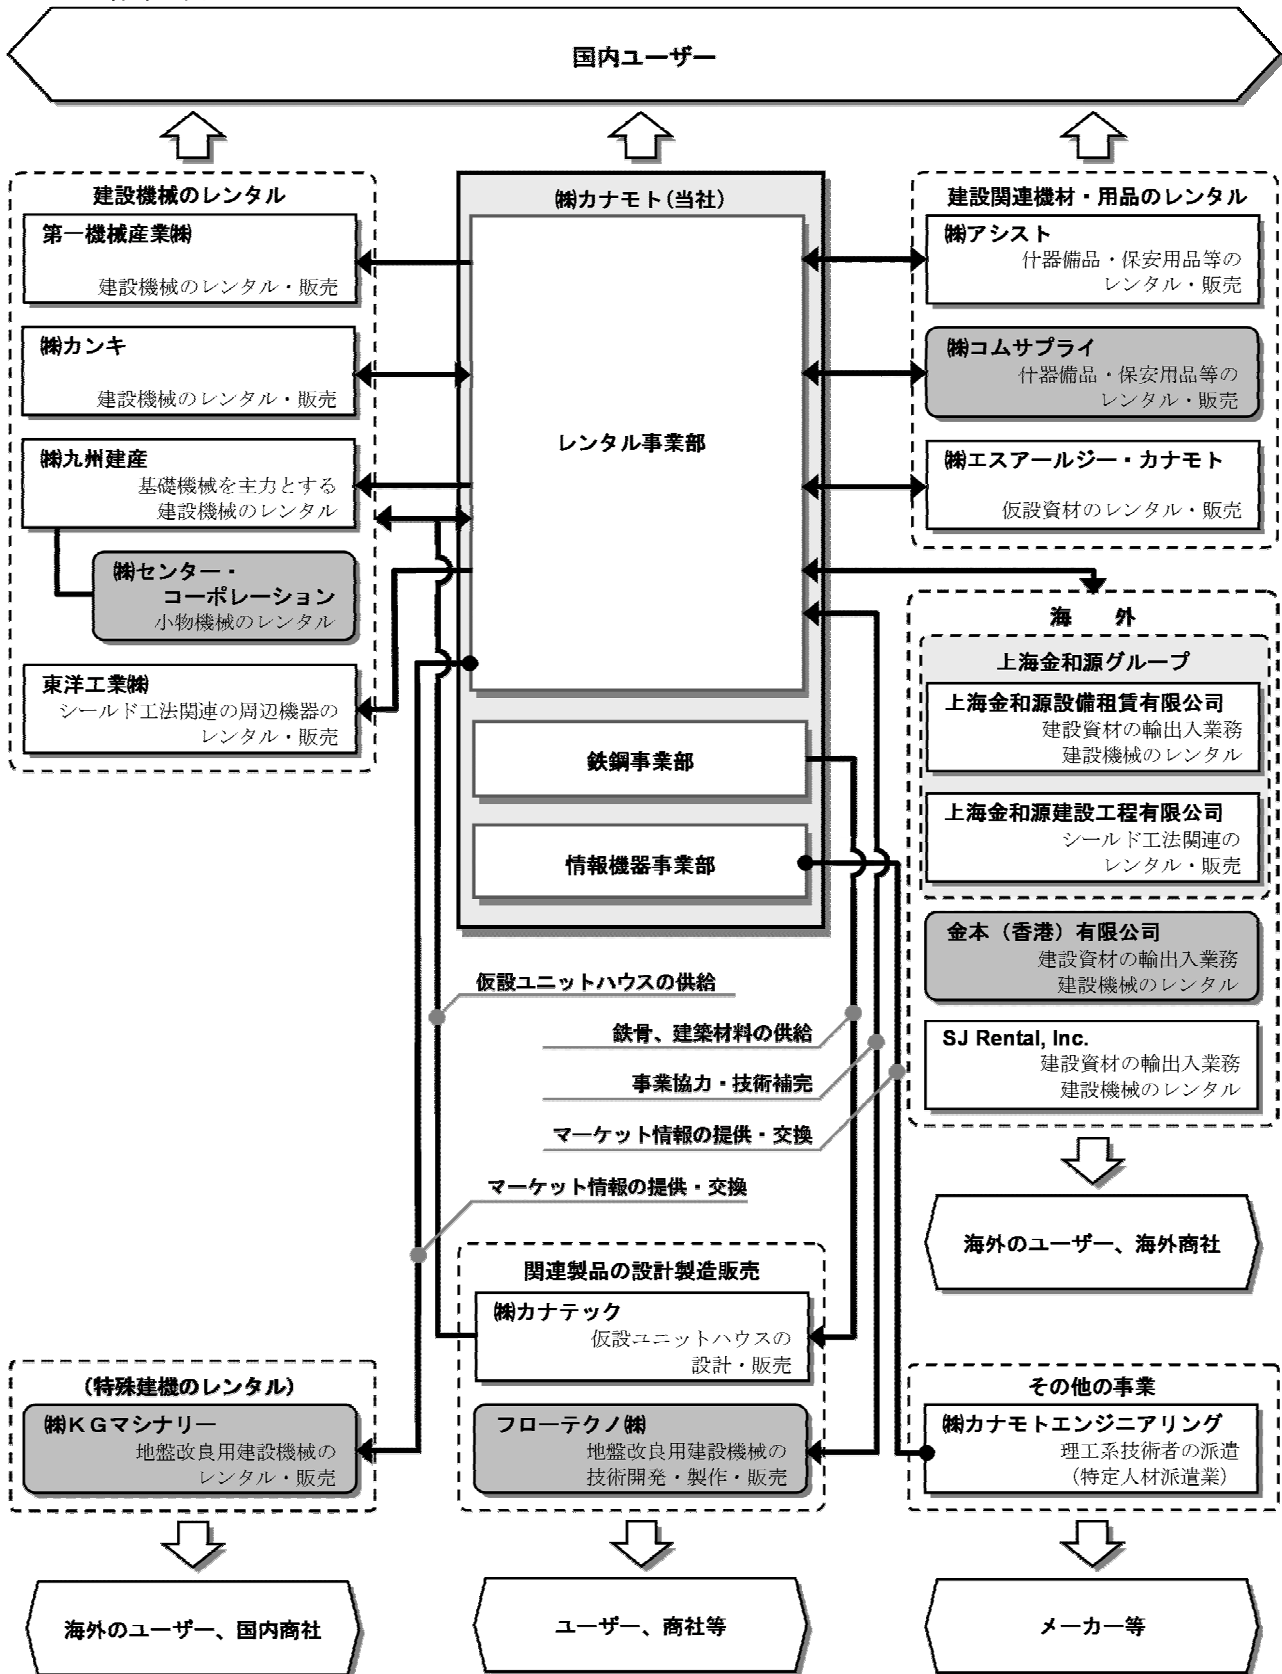 国内ユーザー
建設機械のレンタル
第一機械産業㈱
建設機械のレンタル・販売
㈱カンキ
建設機械のレンタル・販売
㈱九州建産
基礎機械を主力とする
建設機械のレンタル
㈱センター・
コーポレーション
小物機械のレンタル
東洋工業㈱
シールド工法関連の周辺機器の
レンタル・販売
㈱カナモト(当社)
レンタル事業部
鉄鋼事業部
情報機器事業部
建設関連機材・用品のレンタル
㈱アシスト
什器備品・保安用品等の
レンタル・販売
㈱コムサプライ
什器備品・保安用品等の
レンタル・販売
㈱エスアールジー・カナモト
仮設資材のレンタル・販売
海 外
上海金和源グループ
上海金和源設備租賃有限公司
建設資材の輸出入業務
建設機械のレンタル
上海金和源建設工程有限公司
シールド工法関連の
レンタル・販売
金本（香港）有限公司
建設資材の輸出入業務
建設機械のレンタル
SJ Rental, Inc.
建設資材の輸出入業務
建設機械のレンタル
海外のユーザー、海外商社
仮設ユニットハウスの供給
鉄骨、建築材料の供給
事業協力・技術補完
マーケット情報の提供・交換
マーケット情報の提供・交換
関連製品の設計製造販売
㈱カナテック
仮設ユニットハウスの
設計・販売
フローテクノ㈱
地盤改良用建設機械の
技術開発・製作・販売
ユーザー、商社等
(特殊建機のレンタル)
㈱ＫＧマシナリー
地盤改良用建設機械の
レンタル・販売
海外のユーザー、国内商社
その他の事業
㈱カナモトエンジニアリング
理工系技術者の派遣
(特定人材派遣業)
メーカー等